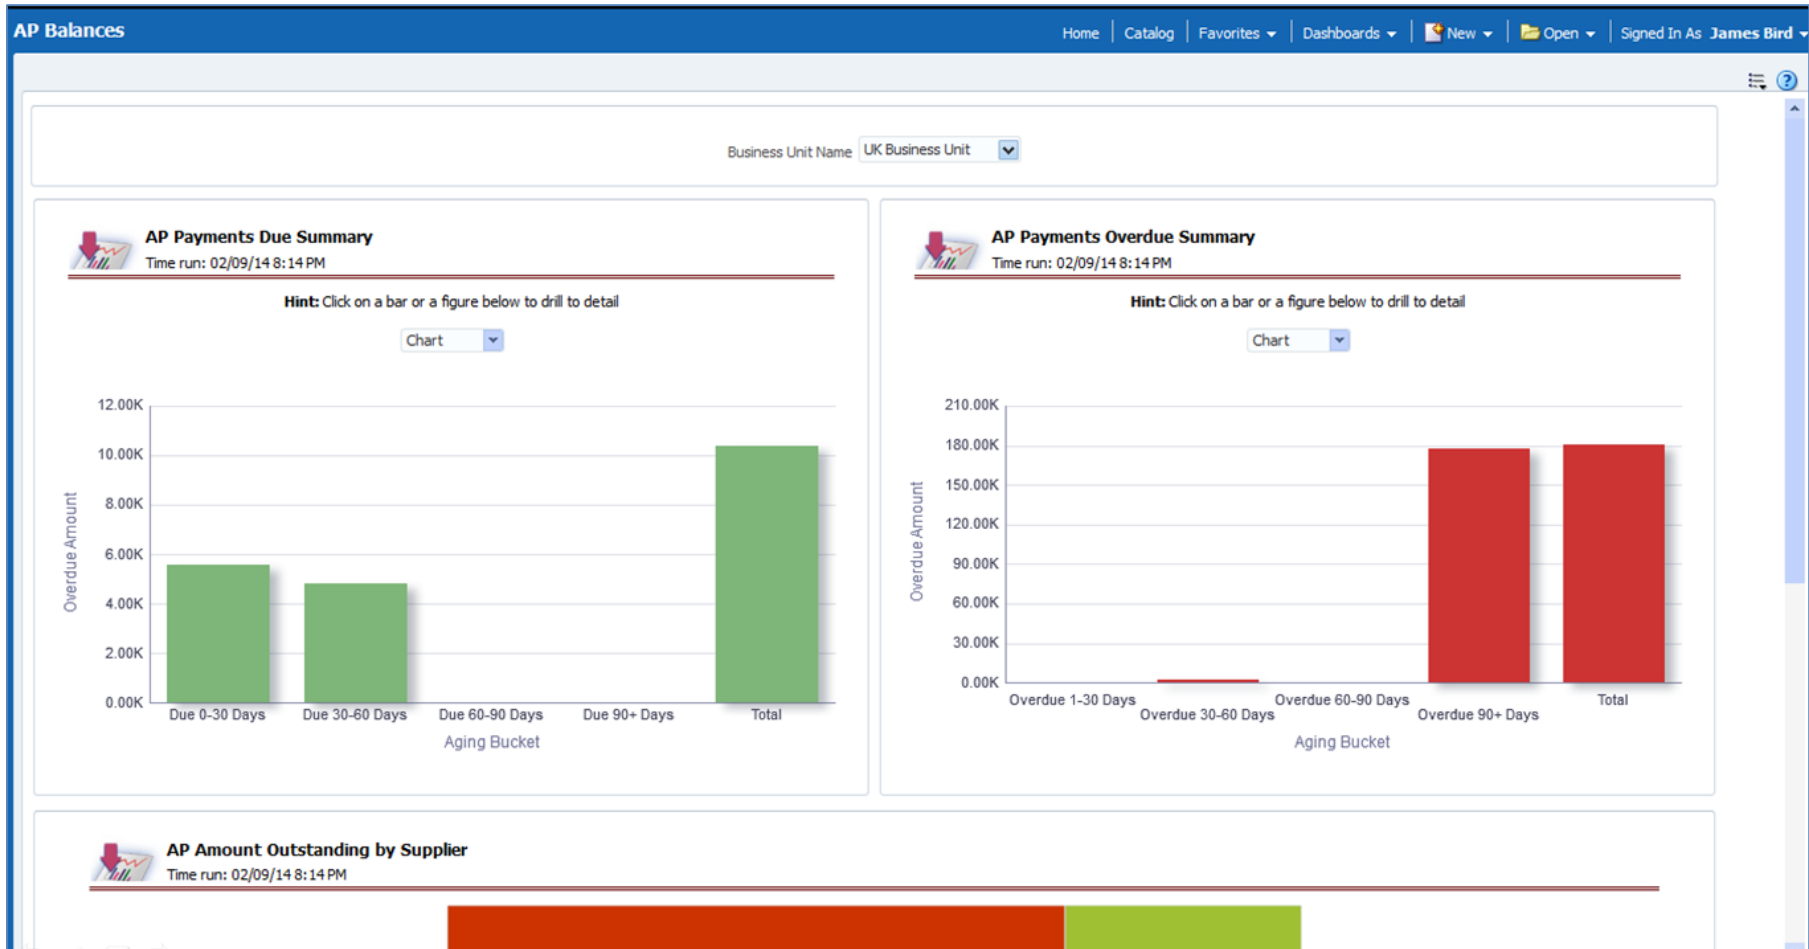 AP Balances
Home Catalog Favorites Dashboards New Open Signed In As James Bird
Business Unit Name UK Business Unit
AP Payments Due Summary
Time run: 02/09/14 8:14 PM
Hint: Click on a bar or a figure below to drill to detail
Chart
12.00K
10.00K
8.00K
6.00K
4.00K
2.00K
0.00K
Overdue Amount
Due 0-30 Days Due 30-60 Days Due 60-90 Days Due 90+ Days Total
Aging Bucket
AP Payments Overdue Summary
Time run: 02/09/14 8:14 PM
Hint: Click on a bar or a figure below to drill to detail
Chart
210.00K
180.00K
150.00K
120.00K
90.00K
60.00K
30.00K
0.00K
Overdue Amount
Overdue 1-30 Days Overdue 30-60 Days Overdue 60-90 Days Overdue 90+ Days Total
Aging Bucket
AP Amount Outstanding by Supplier
Time run: 02/09/14 8:14 PM